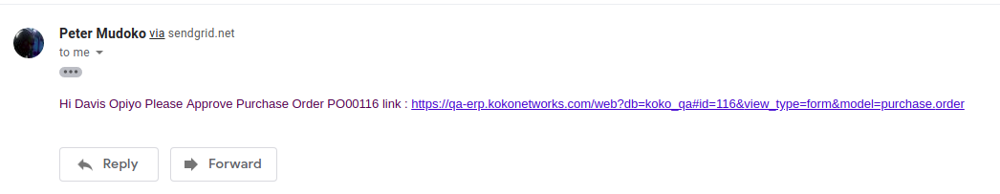 Peter Mudoko via sendgrid.net
to me
Hi Davis Opiyo Please Approve Purchase Order PO00116 link : https://qa-erp.kokonetworks.com/web?db=koko_qa#id=116&view_type=form&model=purchase.order
Reply Forward